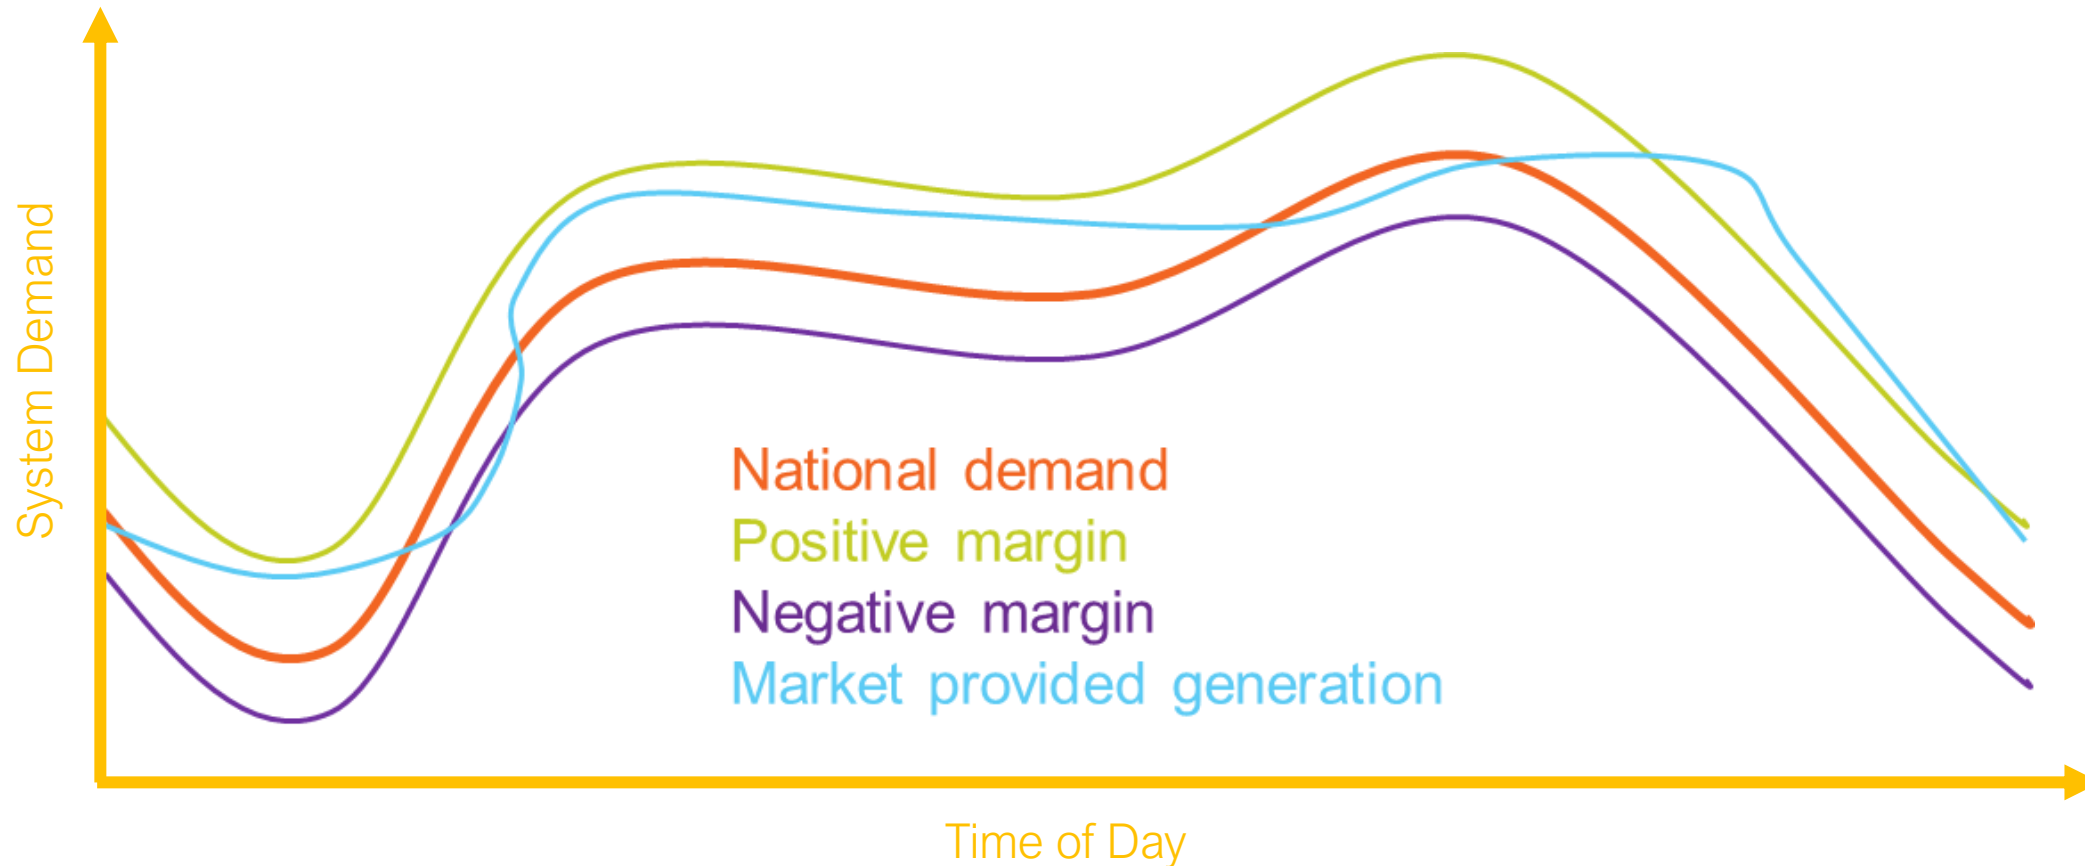 System Demand
National demand
Positive margin
Negative margin
Market provided generation
Time of Day